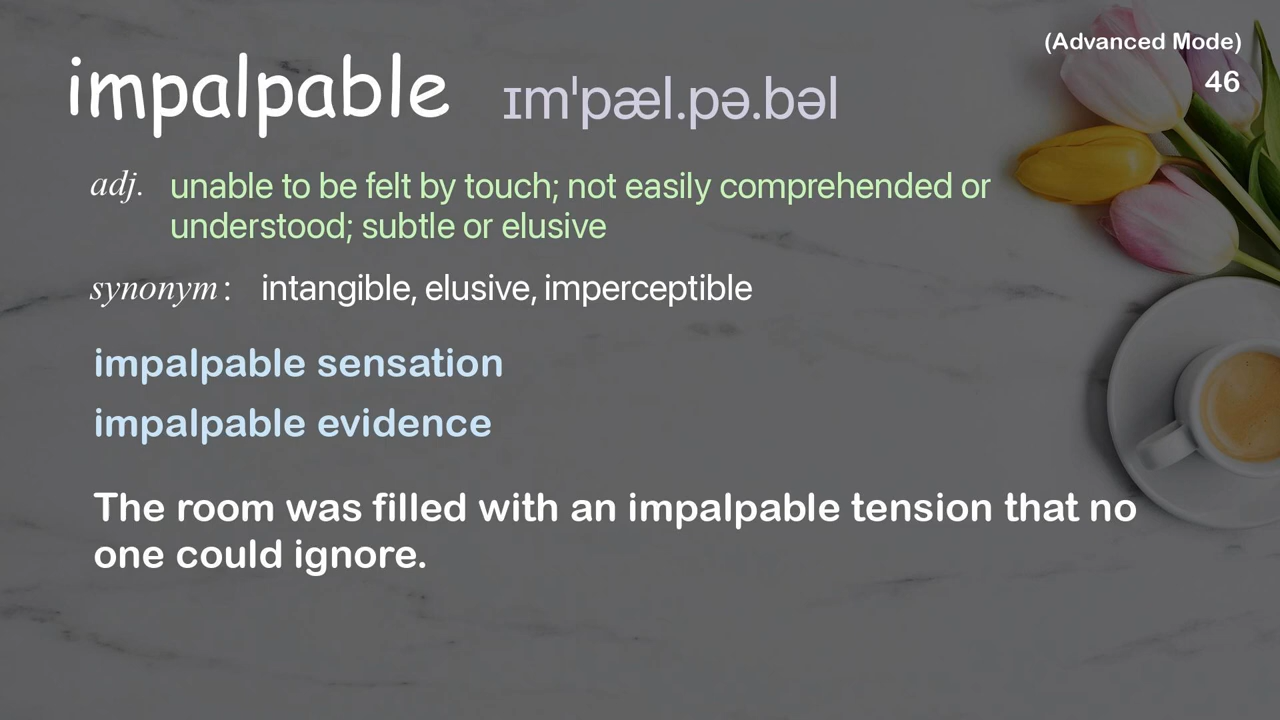 (Advanced Mode)
46
impalpable ɪmˈpæl.pə.bəl
adj. unable to be felt by touch; not easily comprehended or
understood; subtle or elusive
synonym : intangible, elusive, imperceptible
impalpable sensation
impalpable evidence
The room was filled with an impalpable tension that no
one could ignore.